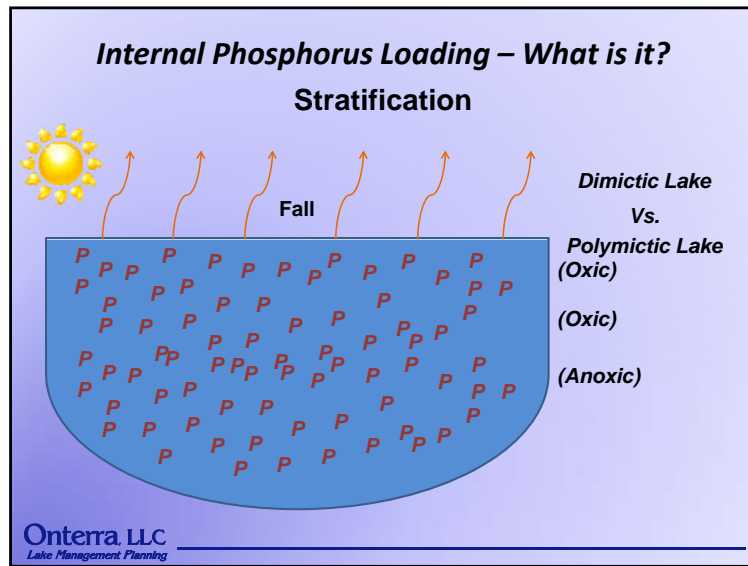 Internal Phosphorus Loading – What is it?
Stratification
Fall
Dimictic Lake
Vs.
Polymictic Lake
(Oxic)
(Oxic)
(Anoxic)
P P P P P P P P P P P P P P P
P P P P P P P P P P P P P P P
P P P P P P P P P P P P P P P
P P P P P P P P P P P P P P P
P P P P P P P P P P P P P P P
P P P P P P P P P P
Onterra, LLC
Lake Management Planning